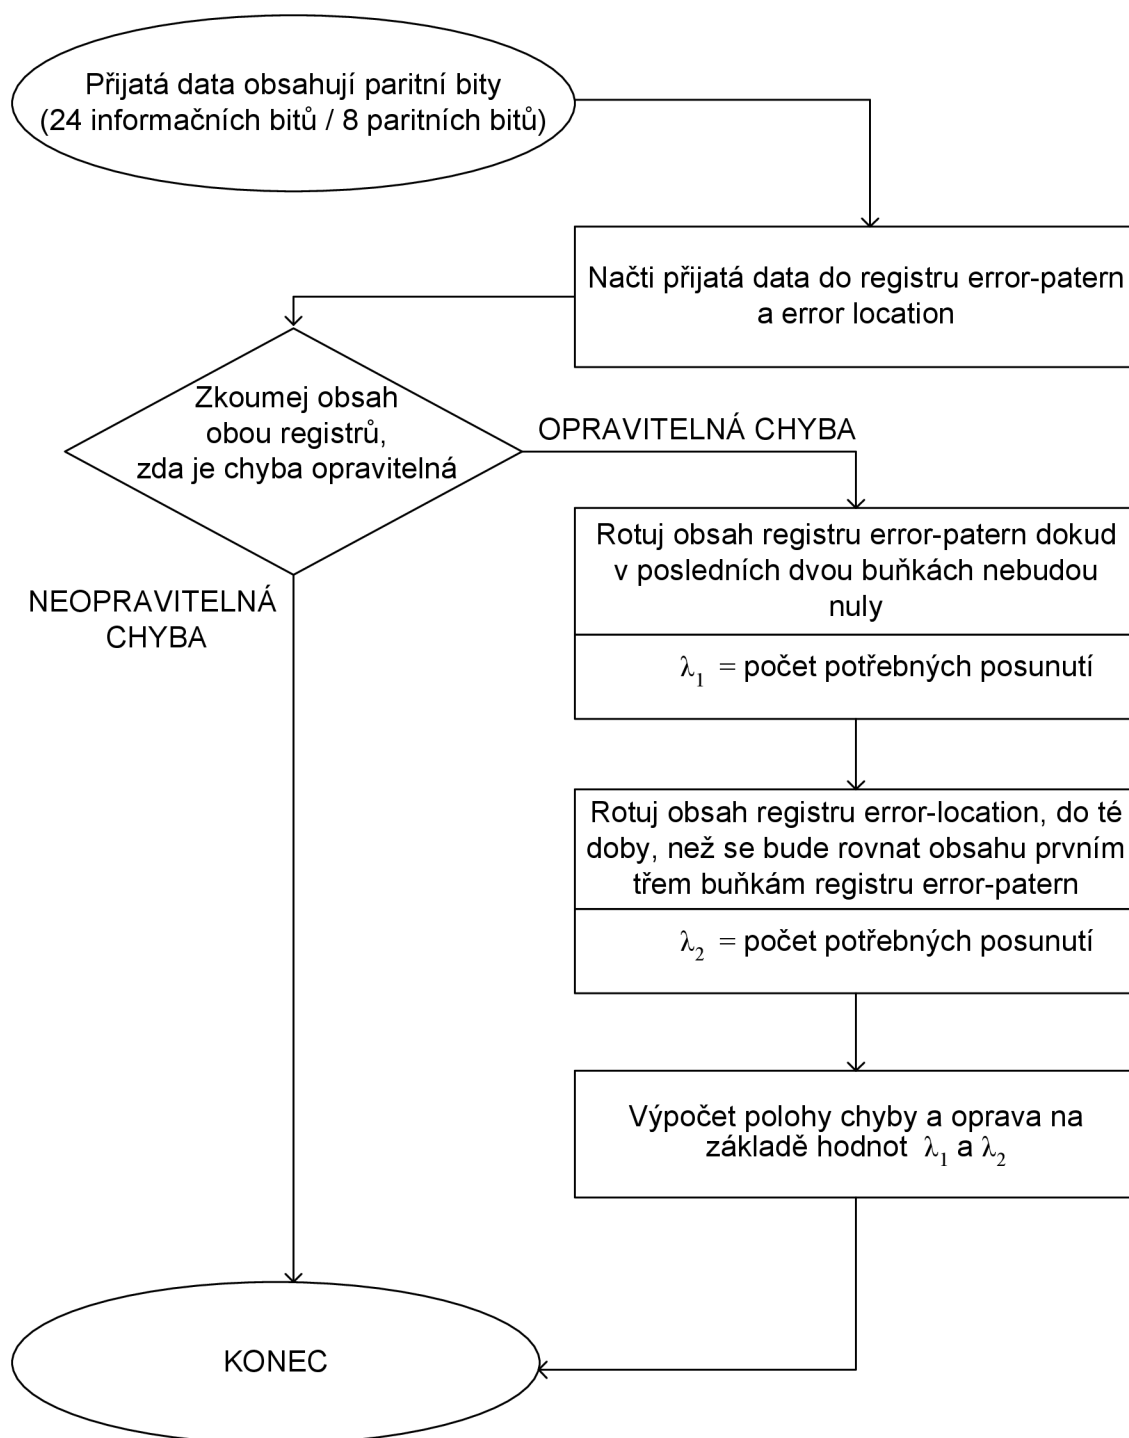 Přijatá data obsahují paritní bity
(24 informačních bitů / 8 paritních bitů)
Načti přijatá data do registru error-patern
a error location
Zkoumej obsah
obou registrů,
zda je chyba opravitelná
OPRAVITELNÁ CHYBA
Rotuj obsah registru error-patern dokud
v posledních dvou buňkách nebudou
nuly
NEOPRAVITELNÁ
CHYBA
λ₁ = počet potřebných posunutí
Rotuj obsah registru error-location, do té
doby, než se bude rovnat obsahu prvním
třem buňkám registru error-patern
λ₂ = počet potřebných posunutí
Výpočet polohy chyby a oprava na
základě hodnot λ₁ a λ₂
KONEC